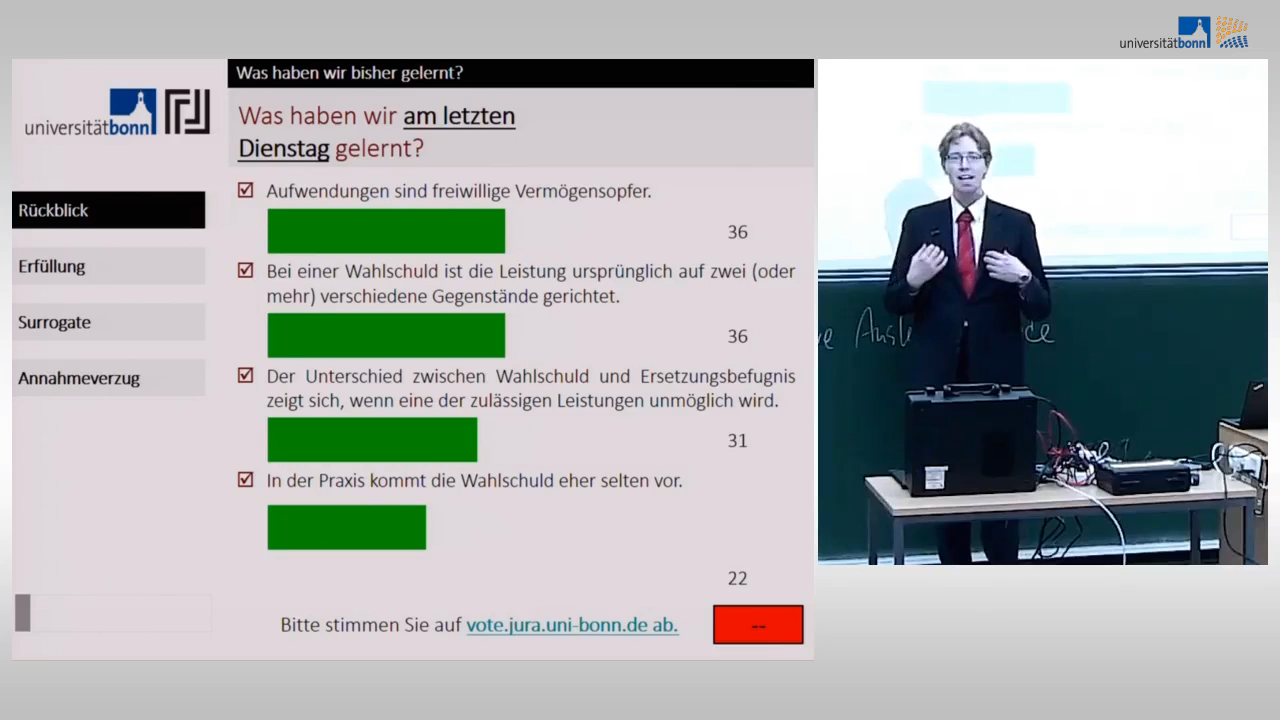 universitätbonn
Was haben wir bisher gelernt?
universitätbonn
Was haben wir am letzten
Dienstag gelernt?
Rückblick
Erfüllung
Surrogate
Annahmeverzug
Aufwendungen sind freiwillige Vermögensopfer.
36
Bei einer Wahlschuld ist die Leistung ursprünglich auf zwei (oder
mehr) verschiedene Gegenstände gerichtet.
36
Der Unterschied zwischen Wahlschuld und Ersetzungsbefugnis
zeigt sich, wenn eine der zulässigen Leistungen unmöglich wird.
31
In der Praxis kommt die Wahlschuld eher selten vor.
22
Bitte stimmen Sie auf vote.jura.uni-bonn.de ab.
--